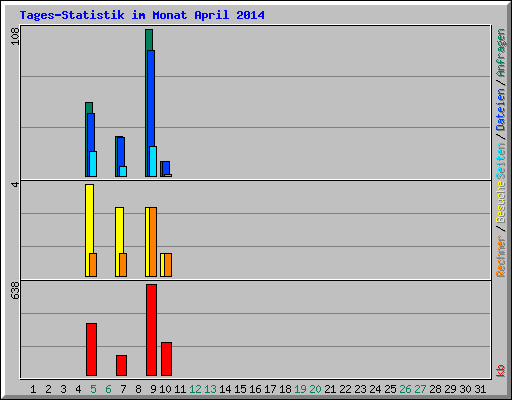 Tages-Statistik im Monat April 2014
108
4
638
Rechner / Besuche Seiten / Dateien / Anfragen
kb
1 2 3 4 5 6 7 8 9 10 11 12 13 14 15 16 17 18 19 20 21 22 23 24 25 26 27 28 29 30 31